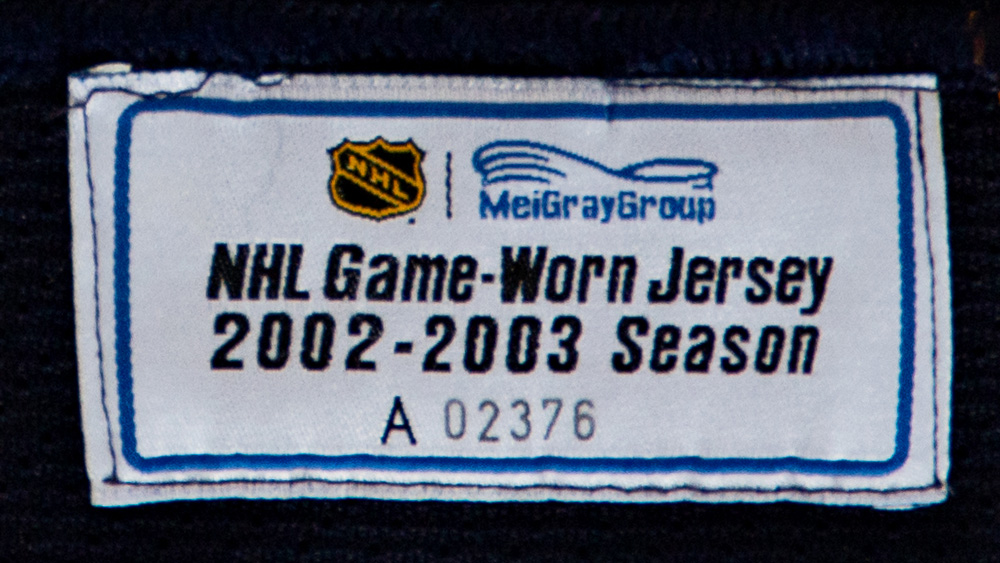 NHL
MeiGrayGroup
NHL Game-Worn Jersey
2002-2003 Season
A 02376